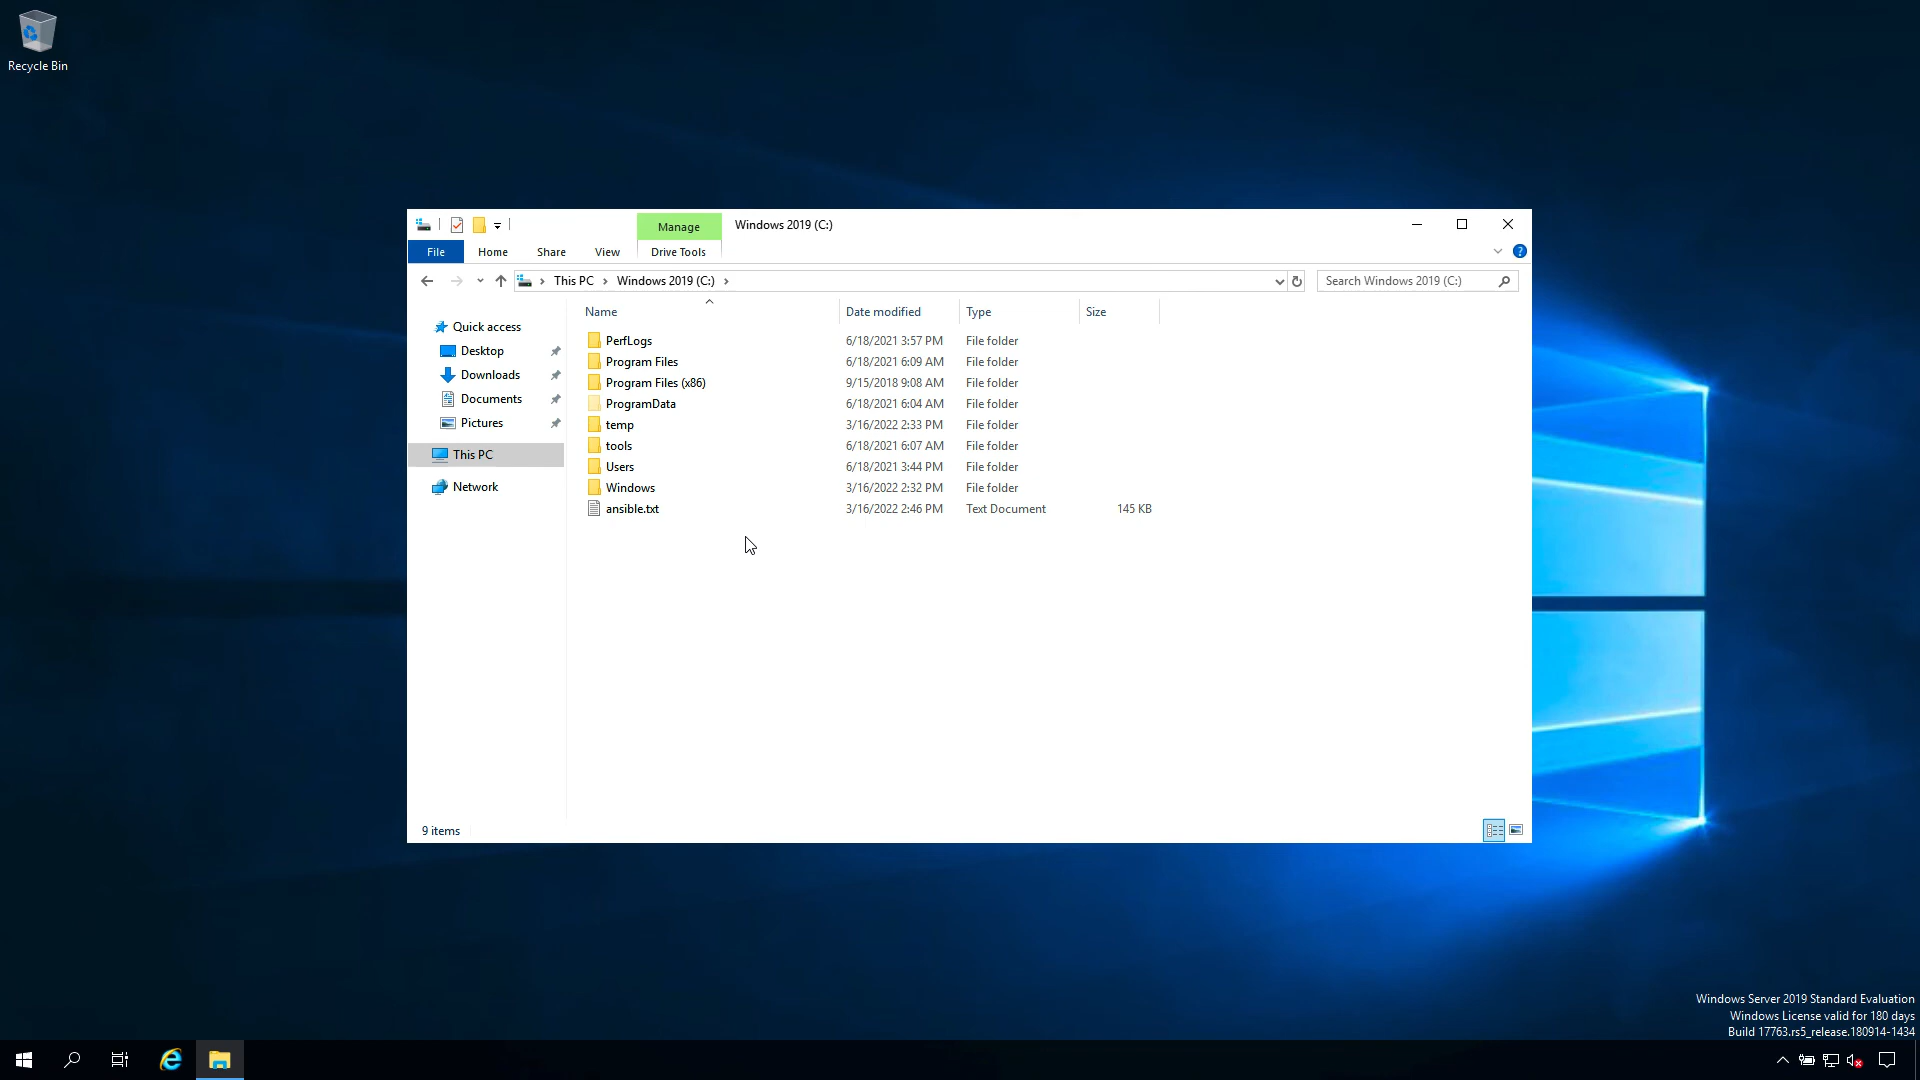 Recycle Bin
Manage
Windows 2019 (C:)
File
Home
Share
View
Drive Tools
?
This PC
Windows 2019 (C:)
Search Windows 2019 (C:)
Name
Date modified
Type
Size
Quick access
Desktop
Downloads
Documents
Pictures
This PC
Network
PerfLogs 6/18/2021 3:57 PM File folder
Program Files 6/18/2021 6:09 AM File folder
Program Files (x86) 9/15/2018 9:08 AM File folder
ProgramData 6/18/2021 6:04 AM File folder
temp 3/16/2022 2:33 PM File folder
tools 6/18/2021 6:07 AM File folder
Users 6/18/2021 3:44 PM File folder
Windows 3/16/2022 2:32 PM File folder
ansible.txt 3/16/2022 2:46 PM Text Document 145 KB
9 items
Windows Server 2019 Standard Evaluation
Windows License valid for 180 days
Build 17763.rs5_release.180914-1434